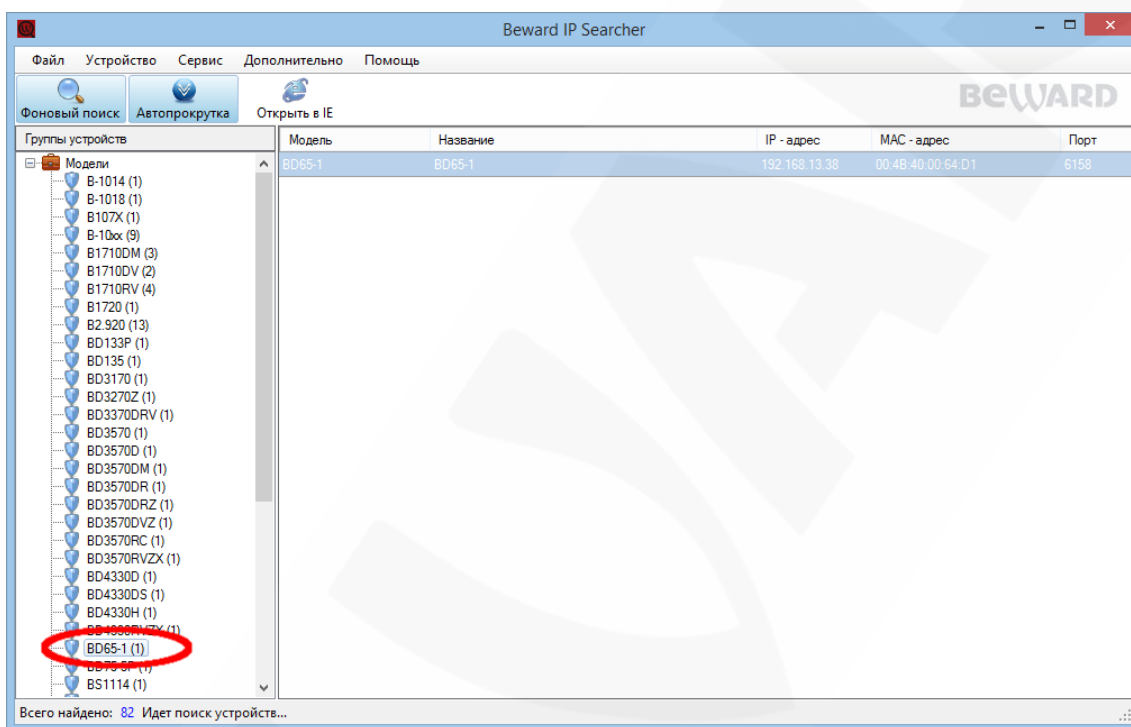 Beward IP Searcher
Файл Устройство Сервис Дополнительно Помощь
Фоновый поиск Автопрокрутка Открыть в IE
BEWARD
Группы устройств
Модель Название IP - адрес MAC - адрес Порт
BD65-1 BD65-1 192.168.13.38 00:4B:40:00:64:D1 6158
Модели
B-1014 (1)
B-1018 (1)
B107X (1)
B-10xx (9)
B1710DM (3)
B1710DV (2)
B1710RV (4)
B1720 (1)
B2.920 (13)
BD133P (1)
BD135 (1)
BD3170 (1)
BD3270Z (1)
BD3370DRV (1)
BD3570 (1)
BD3570D (1)
BD3570DM (1)
BD3570DR (1)
BD3570DRZ (1)
BD3570DVZ (1)
BD3570RC (1)
BD3570RVZX (1)
BD4330D (1)
BD4330DS (1)
BD4330H (1)
BD4330RVZX (1)
BD65-1 (1)
BD75-5P (1)
BS1114 (1)
Всего найдено: 82 Идет поиск устройств...